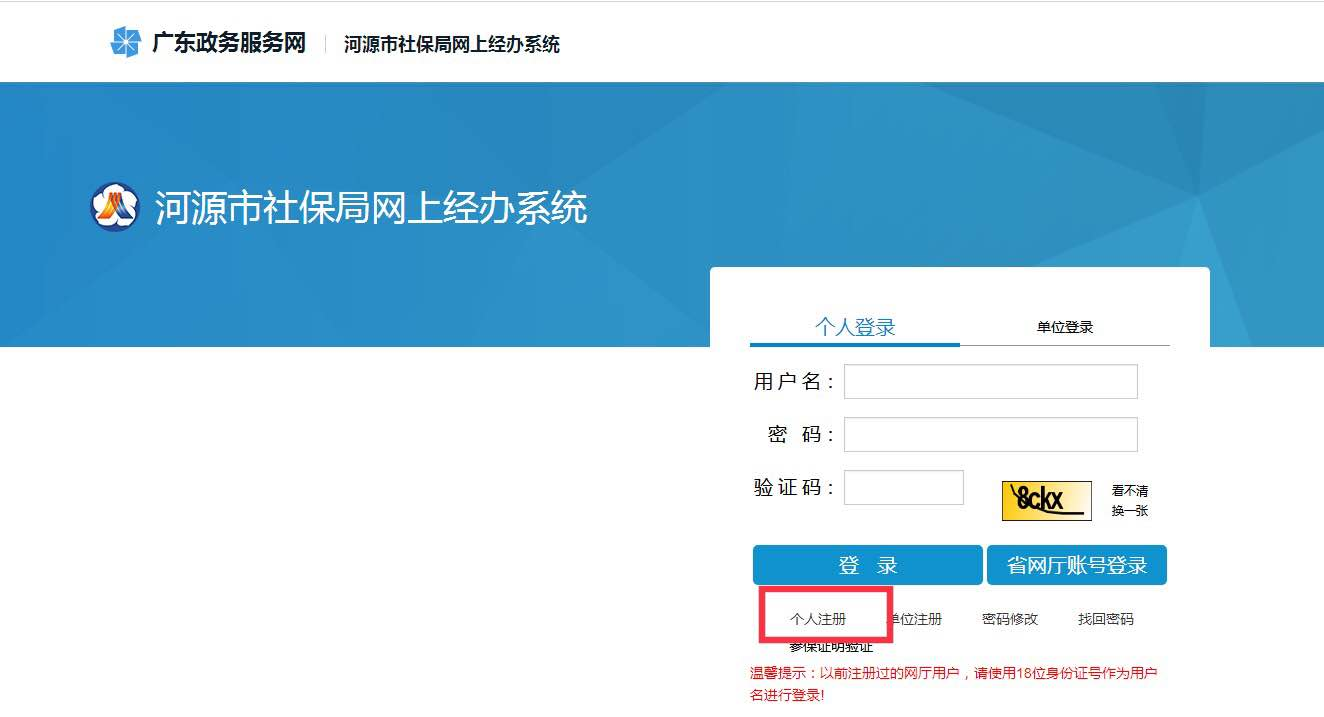 广东政务服务网 河源市社保局网上经办系统
河源市社保局网上经办系统
个人登录 单位登录
用户名：
密 码：
验证码： 8ckx 看不清
换一张
登 录 省网厅账号登录
个人注册 单位注册 密码修改 找回密码
参保证明验证
温馨提示：以前注册过的网厅用户，请使用18位身份证号作为用户
名进行登录!